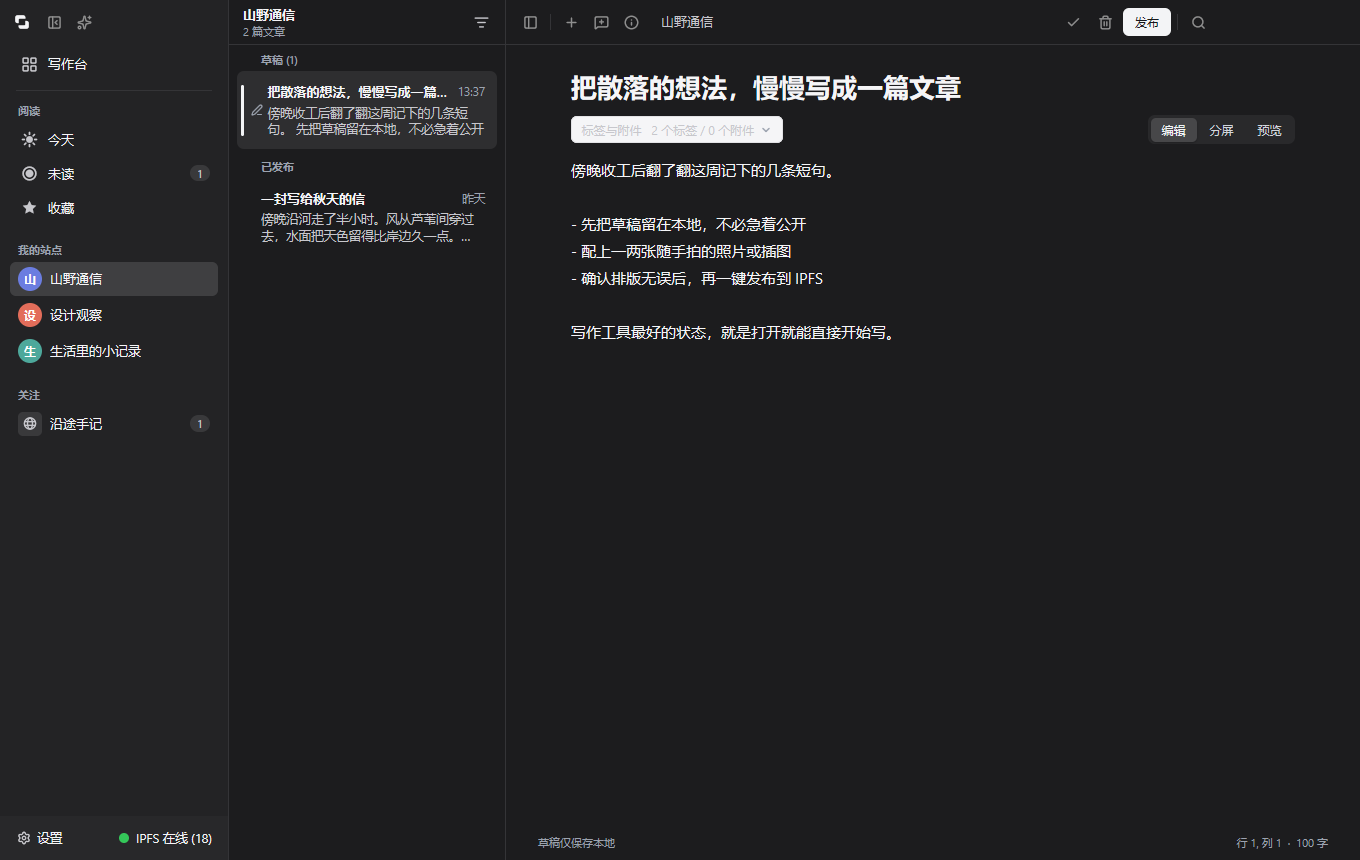 写作台
阅读
今天
未读 1
收藏
我的站点
山 山野通信
设 设计观察
生 生活里的小记录
关注
沿途手记 1
设置 IPFS 在线 (18)
山野通信
2 篇文章
草稿 (1)
把散落的想法，慢慢写成一篇... 13:37
傍晚收工后翻了翻这周记下的几条短
句。 先把草稿留在本地，不必急着公开
已发布
一封写给秋天的信 昨天
傍晚沿河走了半小时。风从芦苇间穿过
去，水面把天色留得比岸边久一点。...
山野通信
发布
把散落的想法，慢慢写成一篇文章
标签与附件 2 个标签 / 0 个附件
编辑 分屏 预览
傍晚收工后翻了翻这周记下的几条短句。
- 先把草稿留在本地，不必急着公开
- 配上一两张随手拍的照片或插图
- 确认排版无误后，再一键发布到 IPFS
写作工具最好的状态，就是打开就能直接开始写。
草稿仅保存本地
行 1, 列 1 · 100 字